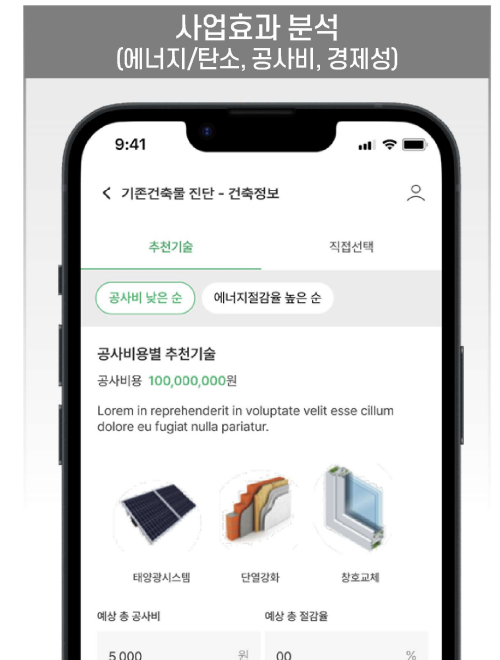 사업효과 분석
(에너지/탄소, 공사비, 경제성)
9:41
기존건축물 진단 - 건축정보
추천기술 직접선택
공사비 낮은 순 에너지절감율 높은 순
공사비용별 추천기술
공사비용 100,000,000원
Lorem in reprehenderit in voluptate velit esse cillum
dolore eu fugiat nulla pariatur.
태양광시스템 단열강화 창호교체
예상 총 공사비 예상 총 절감율
5,000 원 00 %